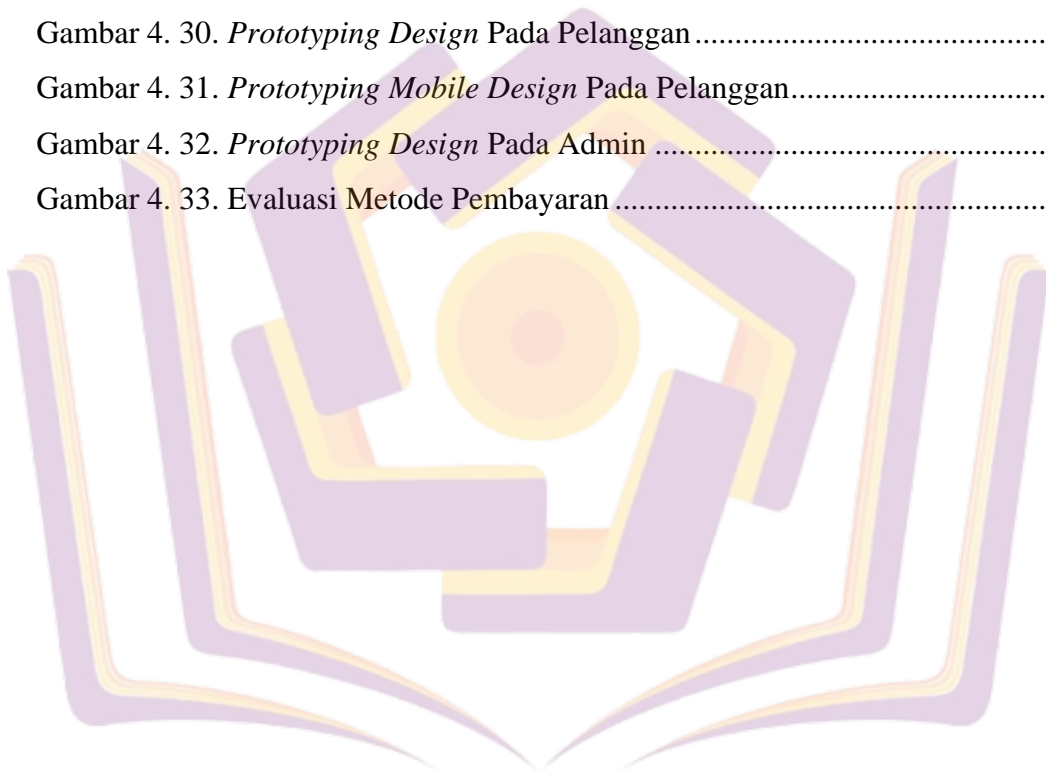 Gambar 4. 30. Prototyping Design Pada Pelanggan............................................
Gambar 4. 31. Prototyping Mobile Design Pada Pelanggan................................
Gambar 4. 32. Prototyping Design Pada Admin .................................................
Gambar 4. 33. Evaluasi Metode Pembayaran ......................................................